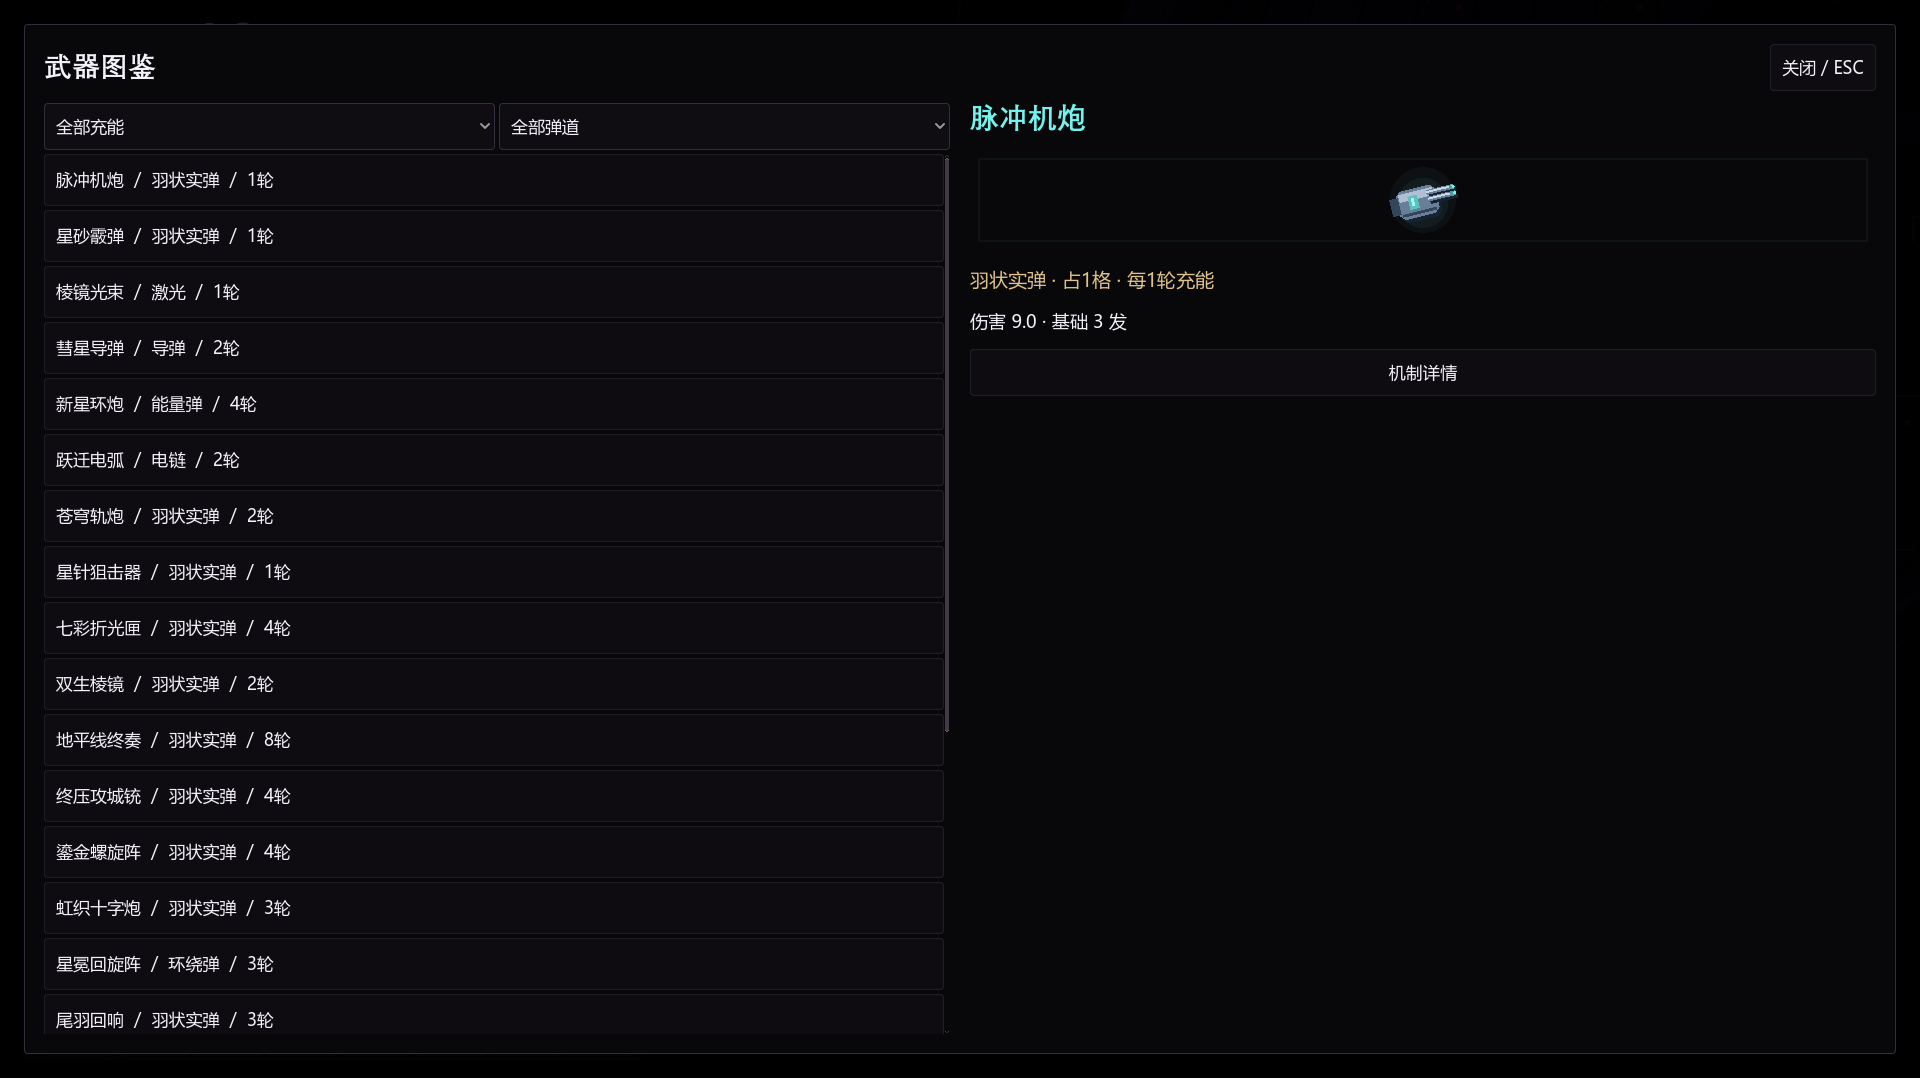 武器图鉴
关闭 / ESC
全部充能
全部弹道
脉冲机炮 / 羽状实弹 / 1轮
星砂霰弹 / 羽状实弹 / 1轮
棱镜光束 / 激光 / 1轮
彗星导弹 / 导弹 / 2轮
新星环炮 / 能量弹 / 4轮
跃迁电弧 / 电链 / 2轮
苍穹轨炮 / 羽状实弹 / 2轮
星针狙击器 / 羽状实弹 / 1轮
七彩折光匣 / 羽状实弹 / 4轮
双生棱镜 / 羽状实弹 / 2轮
地平线终奏 / 羽状实弹 / 8轮
终压攻城铳 / 羽状实弹 / 4轮
鎏金螺旋阵 / 羽状实弹 / 4轮
虹织十字炮 / 羽状实弹 / 3轮
星冕回旋阵 / 环绕弹 / 3轮
尾羽回响 / 羽状实弹 / 3轮
脉冲机炮
羽状实弹 · 占1格 · 每1轮充能
伤害 9.0 · 基础 3 发
机制详情